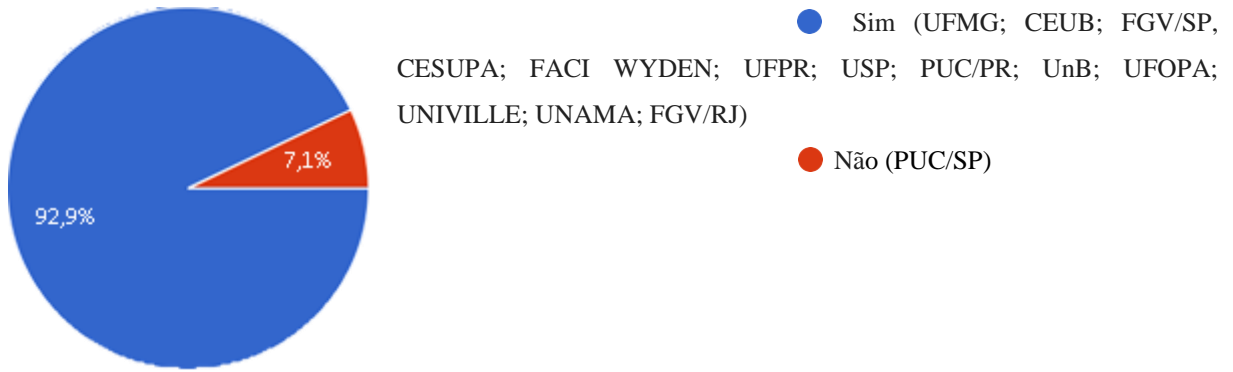 Sim (UFMG; CEUB; FGV/SP,
CESUPA; FACI WYDEN; UFPR; USP; PUC/PR; UnB; UFOPA;
UNIVILLE; UNAMA; FGV/RJ)
Não (PUC/SP)
7,1%
92,9%